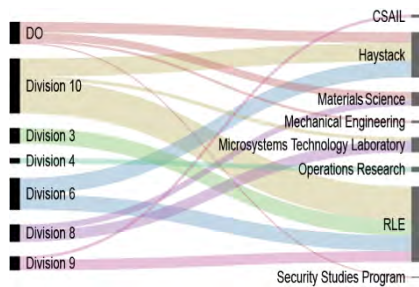 DO
Division 10
Division 3
Division 4
Division 6
Division 8
Division 9
CSAIL
Haystack
Materials Science
Mechanical Engineering
Microsystems Technology Laboratory
Operations Research
RLE
Security Studies Program